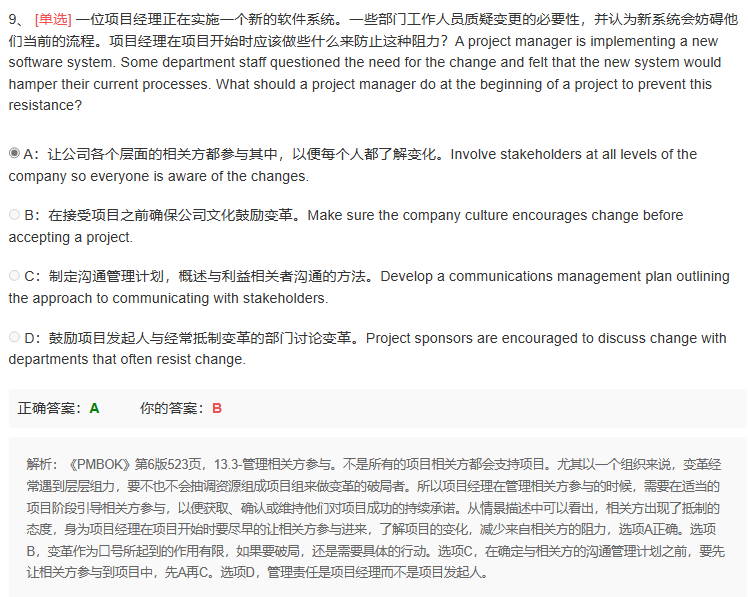 9、 [单选] 一位项目经理正在实施一个新的软件系统。一些部门工作人员质疑变更的必要性，并认为新系统会妨碍他
们当前的流程。项目经理在项目开始时应该做些什么来防止这种阻力？A project manager is implementing a new
software system. Some department staff questioned the need for the change and felt that the new system would
hamper their current processes. What should a project manager do at the beginning of a project to prevent this
resistance?
A：让公司各个层面的相关方都参与其中，以便每个人都了解变化。Involve stakeholders at all levels of the
company so everyone is aware of the changes.
B：在接受项目之前确保公司文化鼓励变革。Make sure the company culture encourages change before
accepting a project.
C：制定沟通管理计划，概述与利益相关者沟通的方法。Develop a communications management plan outlining
the approach to communicating with stakeholders.
D：鼓励项目发起人与经常抵制变革的部门讨论变革。Project sponsors are encouraged to discuss change with
departments that often resist change.
正确答案：A 你的答案：B
解析：《PMBOK》第6版523页，13.3-管理相关方参与。不是所有的项目相关方都会支持项目。尤其以一个组织来说，变革经
常遇到层层组力，要不也不会抽调资源组成项目组来做变革的破局者。所以项目经理在管理相关方参与的时候，需要在适当的
项目阶段引导相关方参与，以便获取、确认或维持他们对项目成功的持续承诺。从情景描述中可以看出，相关方出现了抵制的
态度，身为项目经理在项目开始时要尽早的让相关方参与进来，了解项目的变化，减少来自相关方的阻力，选项A正确。选项
B，变革作为口号所起到的作用有限，如果要破局，还是需要具体的行动。选项C，在确定与相关方的沟通管理计划之前，要先
让相关方参与到项目中，先A再C。选项D，管理责任是项目经理而不是项目发起人。